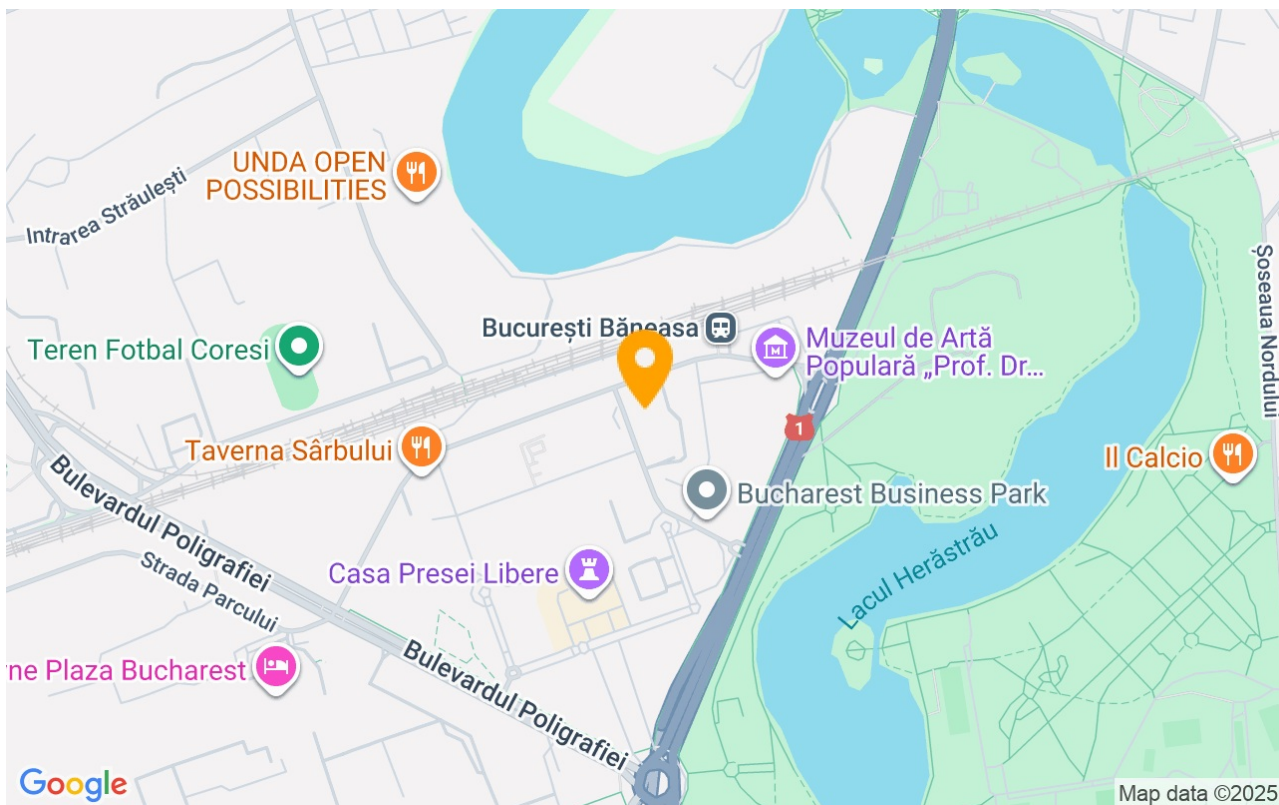 UNDA OPEN
POSSIBILITIES
Intrarea Străulești
Șoseaua Nordului
București Băneasa
Teren Fotbal Coresi
Muzeul de Artă
Populară „Prof. Dr...
1
Taverna Sârbului
Il Calcio
Bulevardul Poligrafiei
Bucharest Business Park
Strada Parcului
Casa Presei Libere
Lacul Herăstrău
ne Plaza Bucharest
Bulevardul Poligrafiei
Google
Map data ©2025